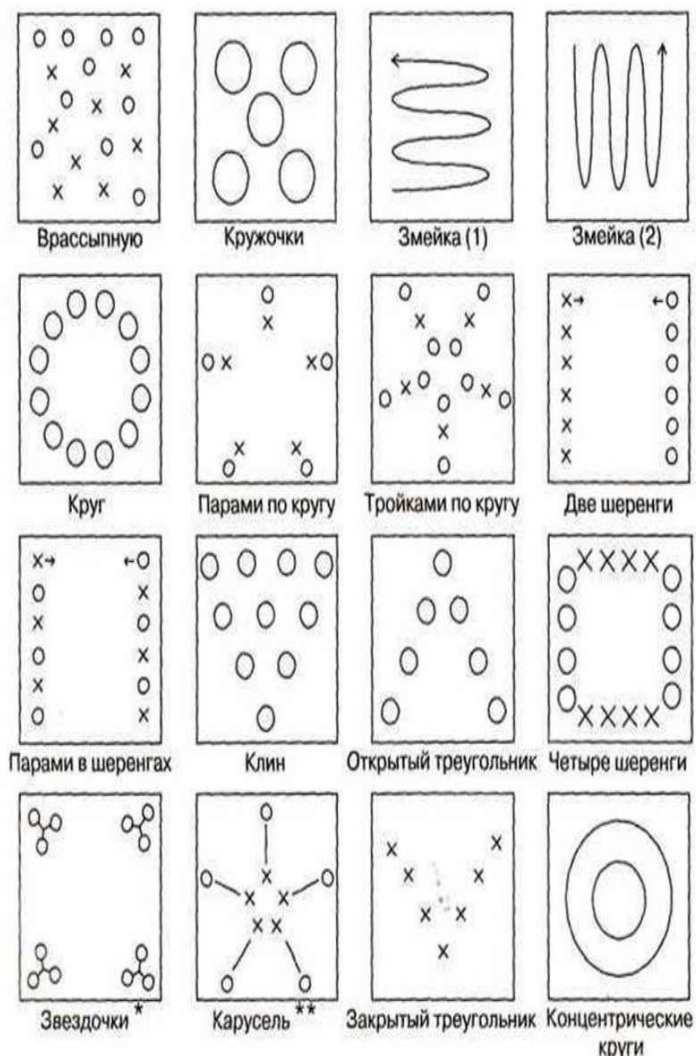 Врассыпную Кружочки Змейка (1) Змейка (2)
Круг Парами по кругу Тройками по кругу Две шеренги
Парами в шеренгах Клин Открытый треугольник Четыре шеренги
Звездочки * Карусель ** Закрытый треугольник Концентрические
круги